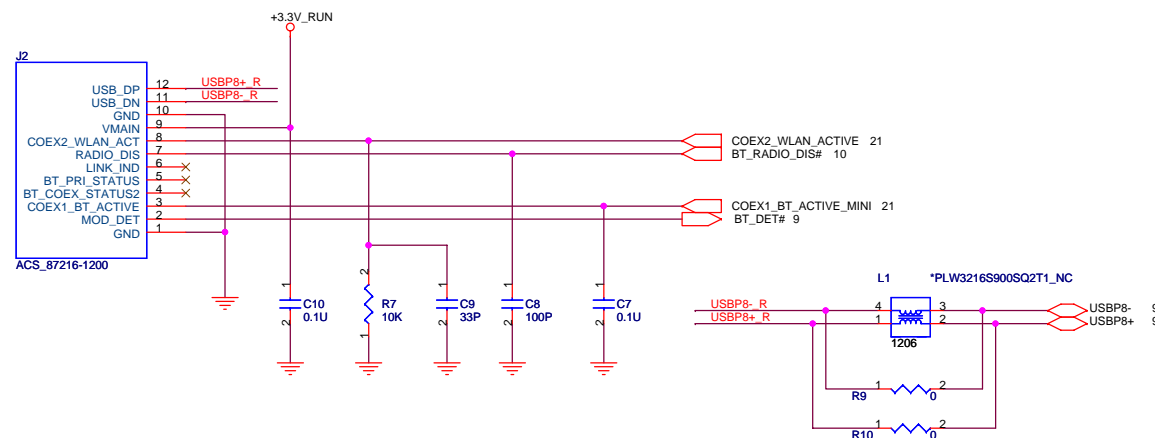 +3.3V_RUN
J2
USB_DP 12 USBP8+_R
USB_DN 11 USBP8-_R
GND 10
VMAIN 9
COEX2_WLAN_ACT 8 COEX2_WLAN_ACTIVE 21
RADIO_DIS 7 BT_RADIO_DIS# 10
LINK_IND 6
BT_PRI_STATUS 5
BT_COEX_STATUS2 4
COEX1_BT_ACTIVE 3 COEX1_BT_ACTIVE_MINI 21
MOD_DET 2 BT_DET# 9
GND 1
ACS_87216-1200
1 2 1 1 1
C10 R7 C9 C8 C7
0.1U 10K 33P 100P 0.1U
2 1 2 2 2
L1 *PLW3216S900SQ2T1_NC
USBP8-_R 4 3 USBP8- 9
USBP8+_R 1 2 USBP8+ 9
1206
1 2
R9 0
1 2
R10 0